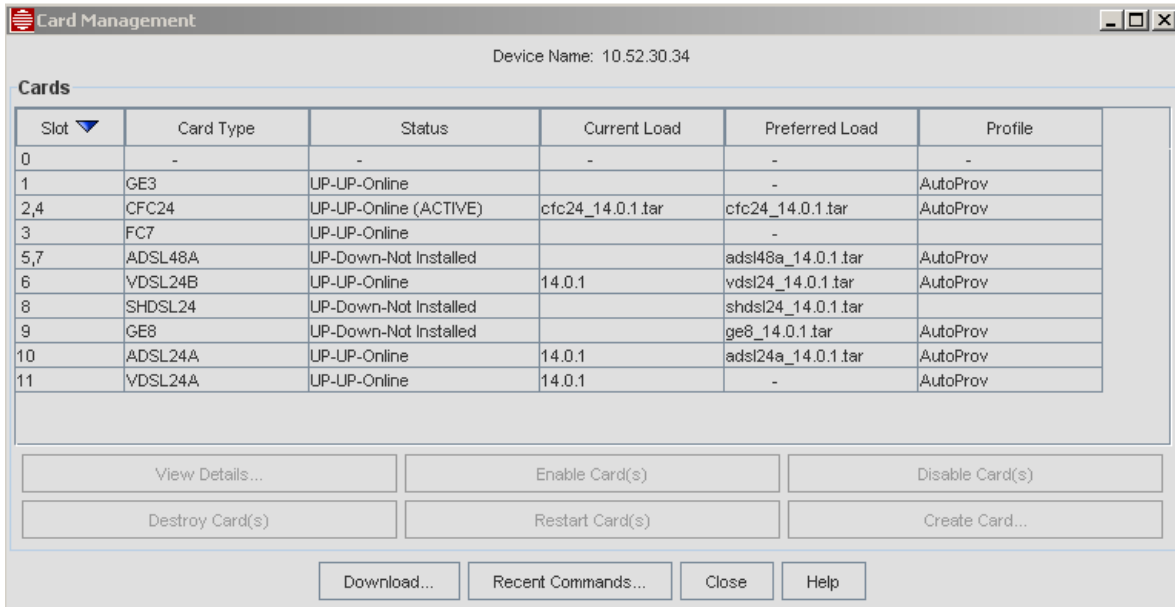 Card Management
Device Name: 10.52.30.34
Cards
Slot Card Type Status Current Load Preferred Load Profile
0 - - - - -
1 GE3 UP-UP-Online - AutoProv
2,4 CFC24 UP-UP-Online (ACTIVE) cfc24_14.0.1.tar cfc24_14.0.1.tar AutoProv
3 FC7 UP-UP-Online -
5,7 ADSL48A UP-Down-Not Installed adsl48a_14.0.1.tar AutoProv
6 VDSL24B UP-UP-Online 14.0.1 vdsl24_14.0.1.tar AutoProv
8 SHDSL24 UP-Down-Not Installed shdsl24_14.0.1.tar
9 GE8 UP-Down-Not Installed ge8_14.0.1.tar AutoProv
10 ADSL24A UP-UP-Online 14.0.1 adsl24a_14.0.1.tar AutoProv
11 VDSL24A UP-UP-Online 14.0.1 - AutoProv
View Details... Enable Card(s) Disable Card(s)
Destroy Card(s) Restart Card(s) Create Card...
Download... Recent Commands... Close Help